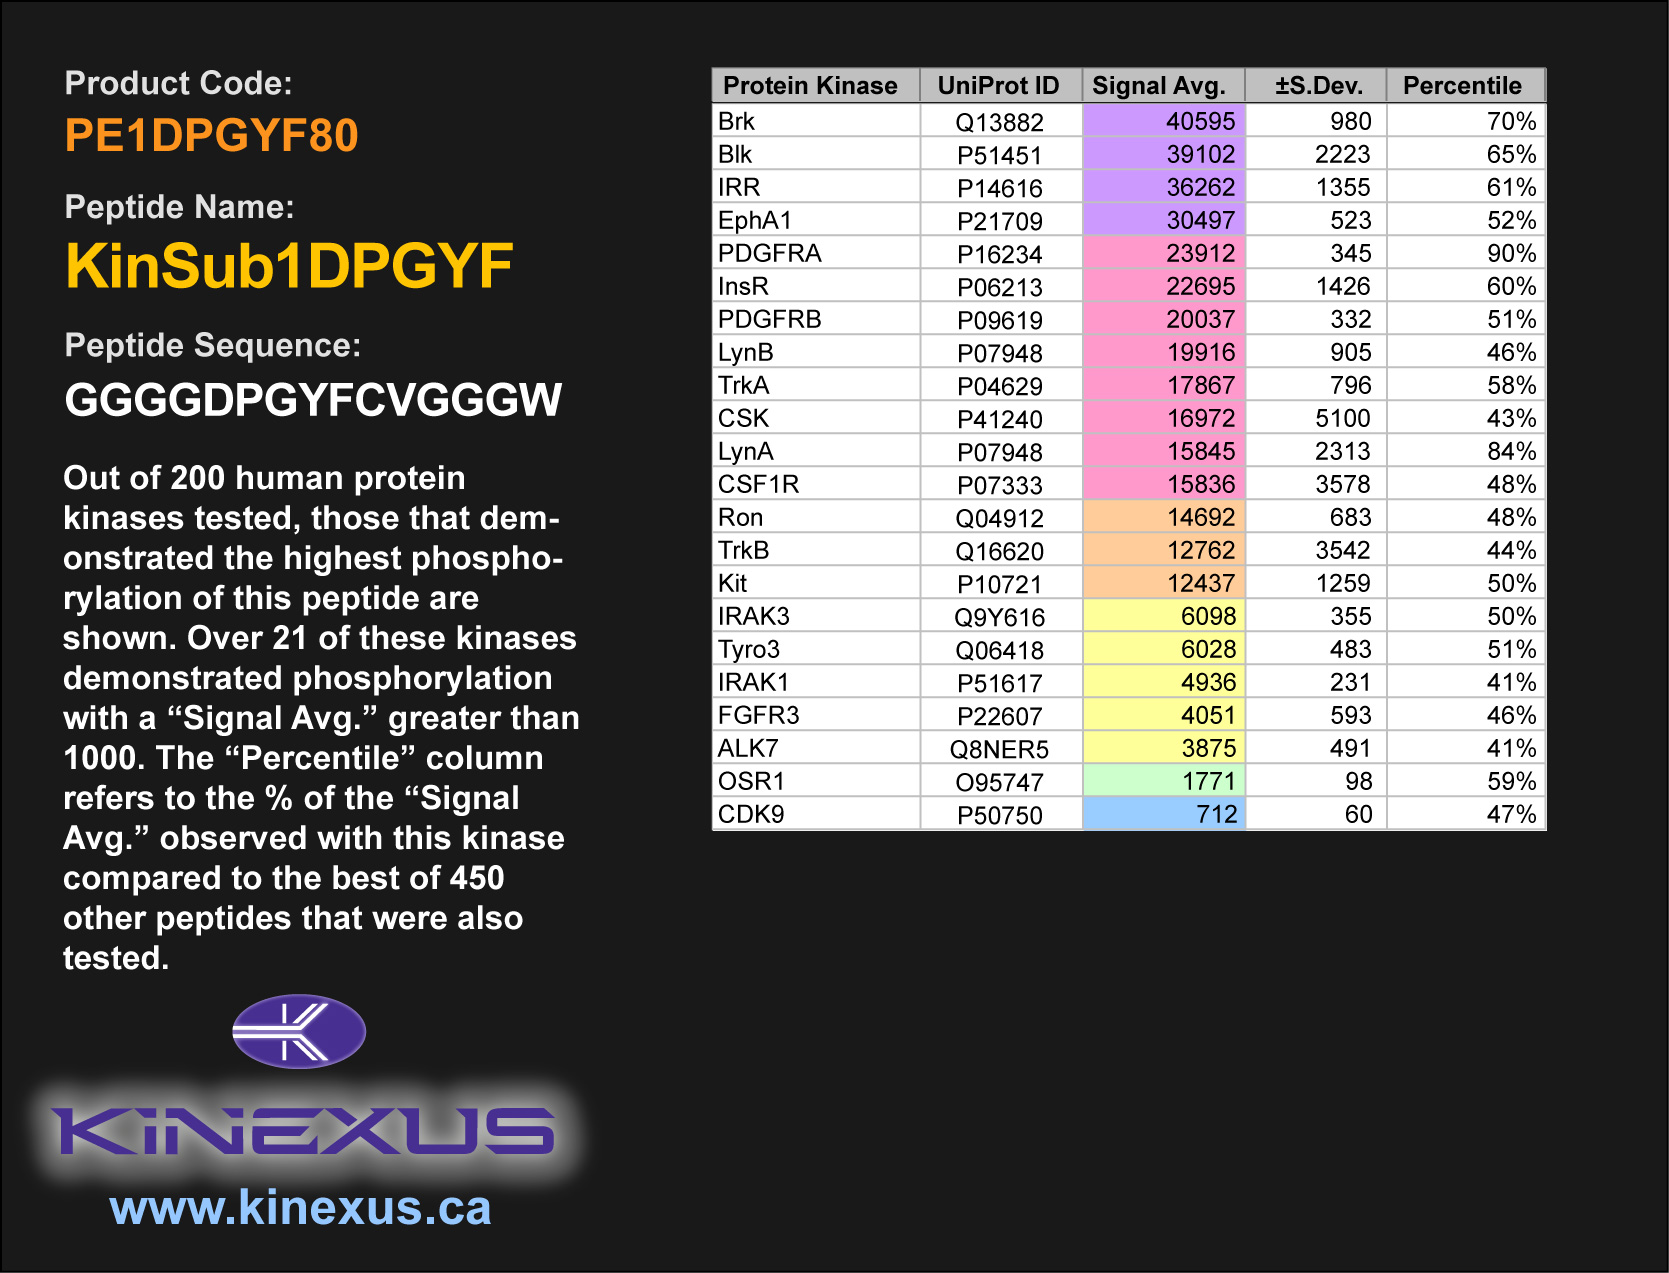 Product Code:
PE1DPGYF80
Peptide Name:
KinSub1DPGYF
Peptide Sequence:
GGGGDPGYFCVGGGW
Out of 200 human protein
kinases tested, those that dem-
onstrated the highest phospho-
rylation of this peptide are
shown. Over 21 of these kinases
demonstrated phosphorylation
with a “Signal Avg.” greater than
1000. The “Percentile” column
refers to the % of the “Signal
Avg.” observed with this kinase
compared to the best of 450
other peptides that were also
tested.
KINEXUS
www.kinexus.ca
Protein Kinase UniProt ID Signal Avg. ±S.Dev. Percentile
Brk Q13882 40595 980 70%
Blk P51451 39102 2223 65%
IRR P14616 36262 1355 61%
EphA1 P21709 30497 523 52%
PDGFRA P16234 23912 345 90%
InsR P06213 22695 1426 60%
PDGFRB P09619 20037 332 51%
LynB P07948 19916 905 46%
TrkA P04629 17867 796 58%
CSK P41240 16972 5100 43%
LynA P07948 15845 2313 84%
CSF1R P07333 15836 3578 48%
Ron Q04912 14692 683 48%
TrkB Q16620 12762 3542 44%
Kit P10721 12437 1259 50%
IRAK3 Q9Y616 6098 355 50%
Tyro3 Q06418 6028 483 51%
IRAK1 P51617 4936 231 41%
FGFR3 P22607 4051 593 46%
ALK7 Q8NER5 3875 491 41%
OSR1 O95747 1771 98 59%
CDK9 P50750 712 60 47%